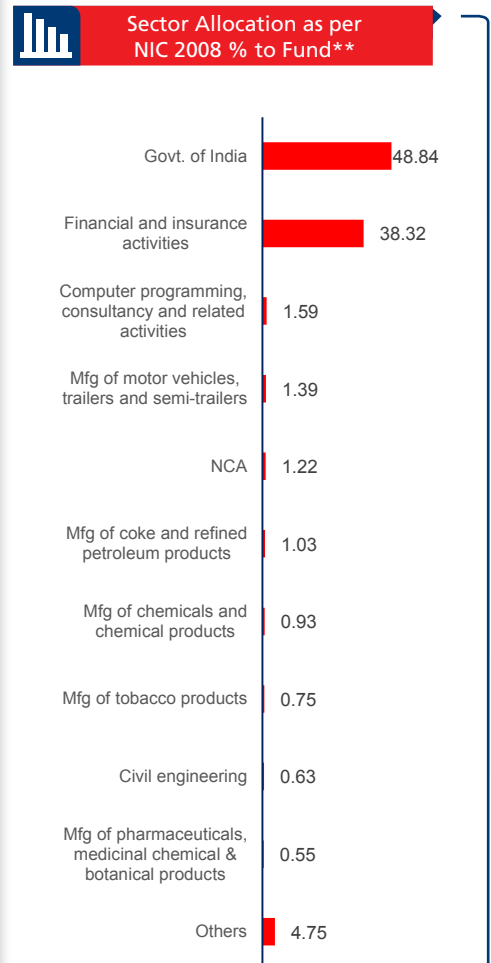 Sector Allocation as per
NIC 2008 % to Fund**
Govt. of India
48.84
Financial and insurance
activities
38.32
Computer programming,
consultancy and related
activities
1.59
Mfg of motor vehicles,
trailers and semi-trailers
1.39
NCA
1.22
Mfg of coke and refined
petroleum products
1.03
Mfg of chemicals and
chemical products
0.93
Mfg of tobacco products
0.75
Civil engineering
0.63
Mfg of pharmaceuticals,
medicinal chemical &
botanical products
0.55
Others
4.75